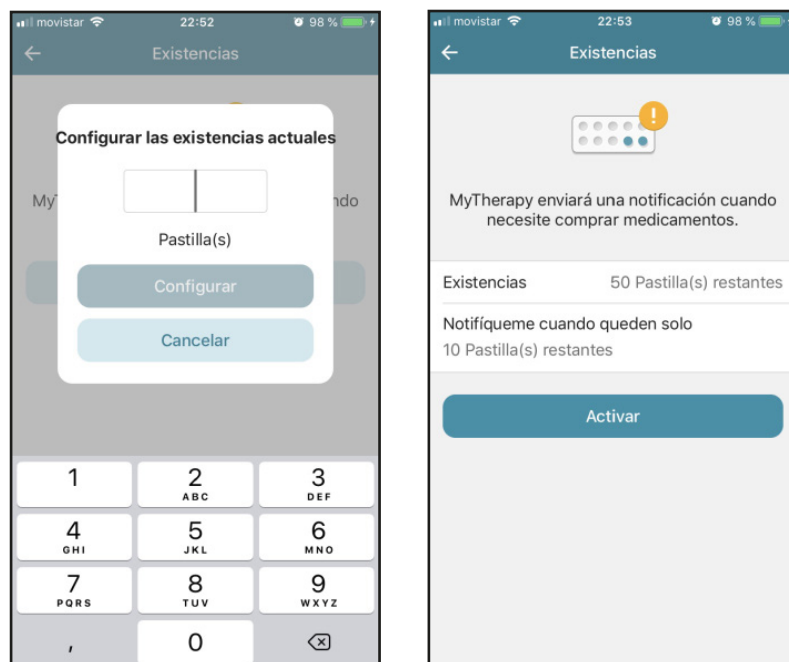 movistar 22:52 98 %
Existencias
Configurar las existencias actuales
My
ndo
Pastilla(s)
Configurar
Cancelar
1
2
ABC
3
DEF
4
GHI
5
JKL
6
MNO
7
PQRS
8
TUV
9
WXYZ
,
0
movistar 22:53 98 %
Existencias
MyTherapy enviará una notificación cuando
necesite comprar medicamentos.
Existencias 50 Pastilla(s) restantes
Notifíqueme cuando queden solo
10 Pastilla(s) restantes
Activar